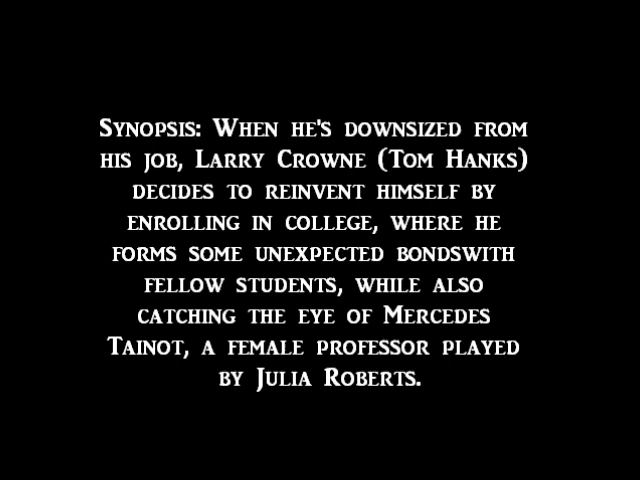 Synopsis: When he's downsized from
his job, Larry Crowne (Tom Hanks)
decides to reinvent himself by
enrolling in college, where he
forms some unexpected bondswith
fellow students, while also
catching the eye of Mercedes
Tainot, a female professor played
by Julia Roberts.